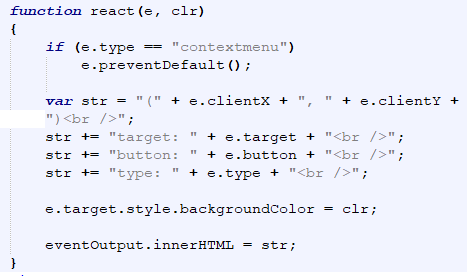 function react(e, clr)
{
if (e.type == "contextmenu")
e.preventDefault();
var str = "(" + e.clientX + ", " + e.clientY +
")<br />";
str += "target: " + e.target + "<br />";
str += "button: " + e.button + "<br />";
str += "type: " + e.type + "<br />";
e.target.style.backgroundColor = clr;
eventOutput.innerHTML = str;
}